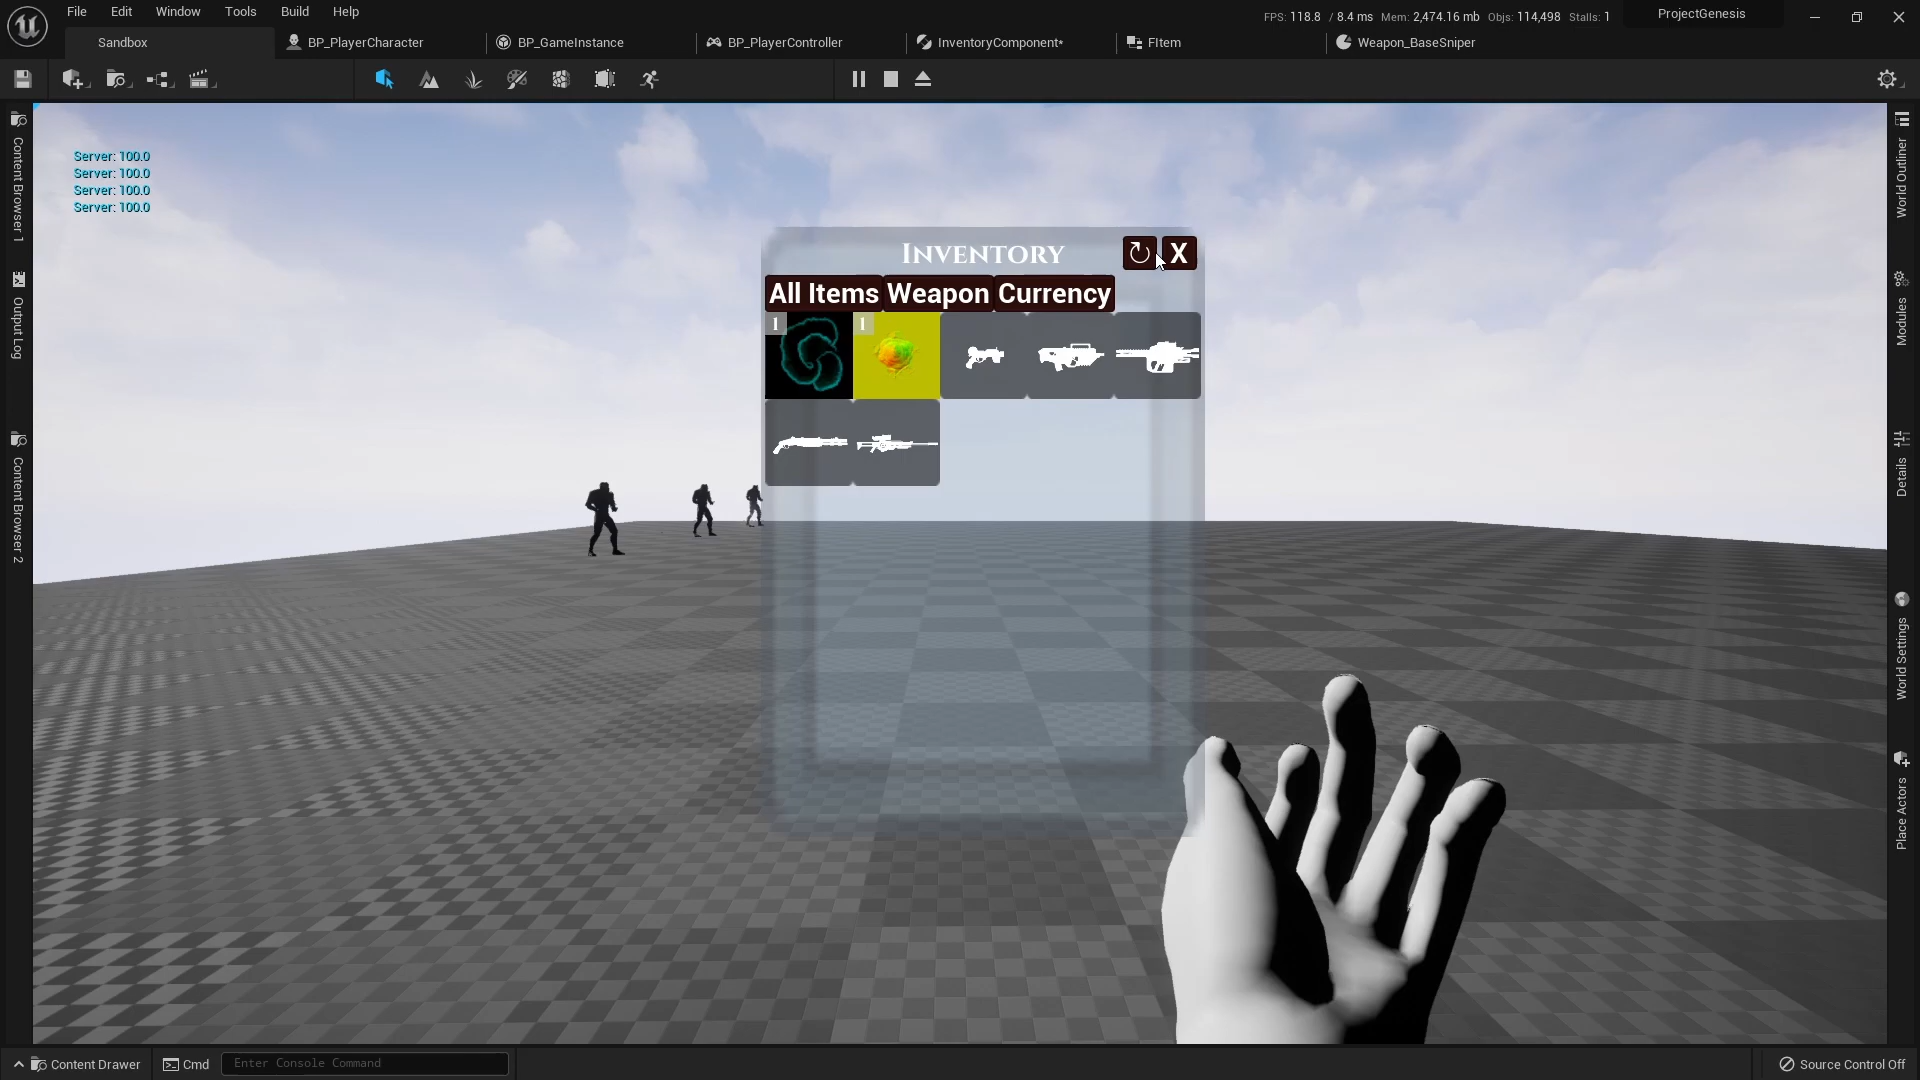 File Edit Window Tools Build Help
FPS: 118.8 / 8.4 ms Mem: 2,474.16 mb Objs: 114,498 Stalls: 1
ProjectGenesis
Sandbox
BP_PlayerCharacter
BP_GameInstance
BP_PlayerController
InventoryComponent*
FItem
Weapon_BaseSniper
Server: 100.0
Server: 100.0
Server: 100.0
Server: 100.0
Content Browser 1
Output Log
Content Browser 2
INVENTORY
X
All Items Weapon Currency
1
1
World Outliner
Modules
Details
World Settings
Place Actors
Content Drawer
Cmd
Enter Console Command
Source Control Off